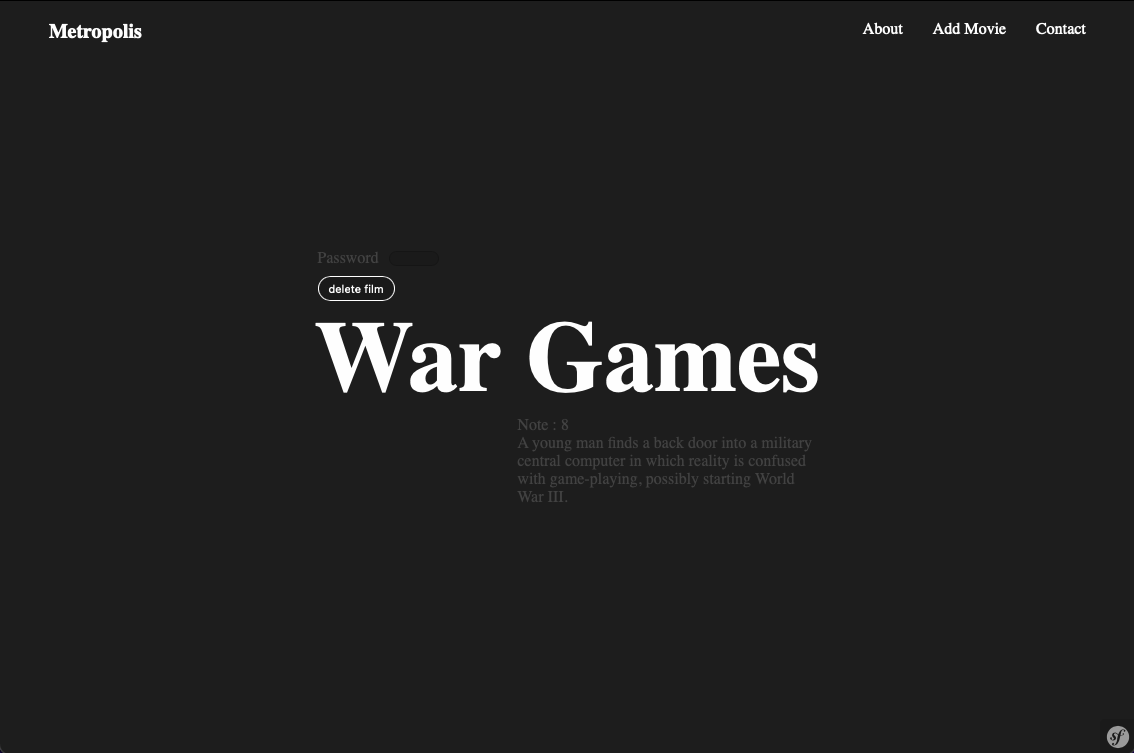 Metropolis
About Add Movie Contact
Password
delete film
War Games
Note : 8
A young man finds a back door into a military
central computer in which reality is confused
with game-playing, possibly starting World
War III.
sf